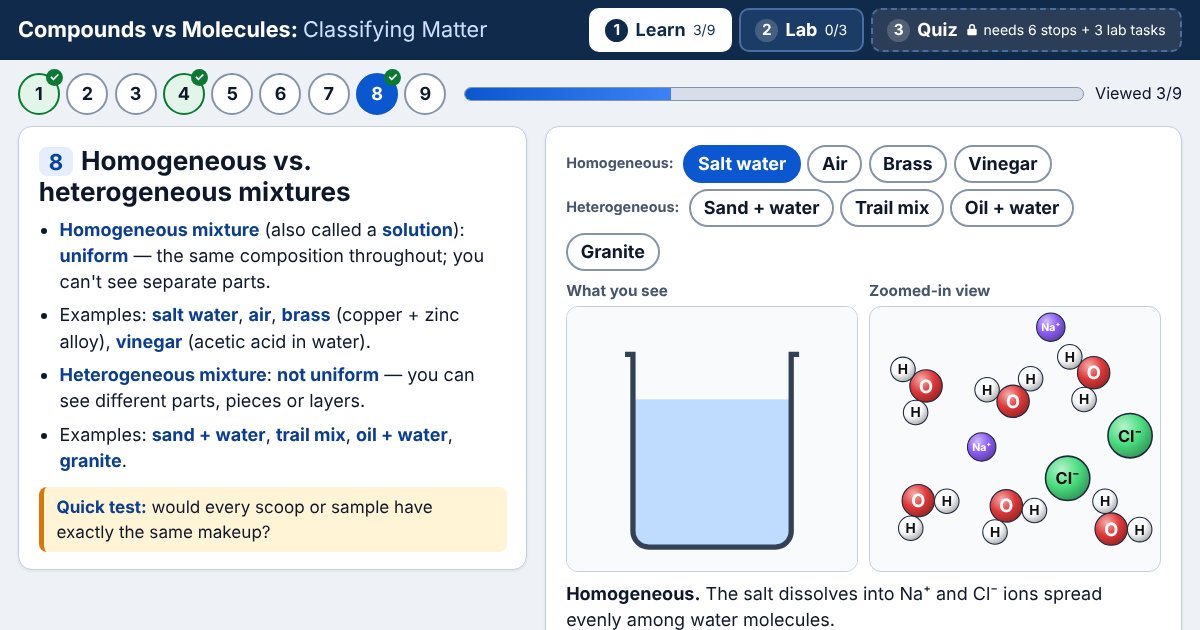 Compounds vs Molecules: Classifying Matter
1 Learn 3/9
2 Lab 0/3
3 Quiz needs 6 stops + 3 lab tasks
1 2 3 4 5 6 7 8 9
Viewed 3/9
8 Homogeneous vs.
heterogeneous mixtures
• Homogeneous mixture (also called a solution):
uniform — the same composition throughout; you
can't see separate parts.
• Examples: salt water, air, brass (copper + zinc
alloy), vinegar (acetic acid in water).
• Heterogeneous mixture: not uniform — you can
see different parts, pieces or layers.
• Examples: sand + water, trail mix, oil + water,
granite.
Quick test: would every scoop or sample have
exactly the same makeup?
Homogeneous: Salt water Air Brass Vinegar
Heterogeneous: Sand + water Trail mix Oil + water
Granite
What you see
Zoomed-in view
Na⁺
H O H
H O H
H O H
Cl⁻
Na⁺
Cl⁻
O H H
O H H
H O H
Homogeneous. The salt dissolves into Na⁺ and Cl⁻ ions spread
evenly among water molecules.